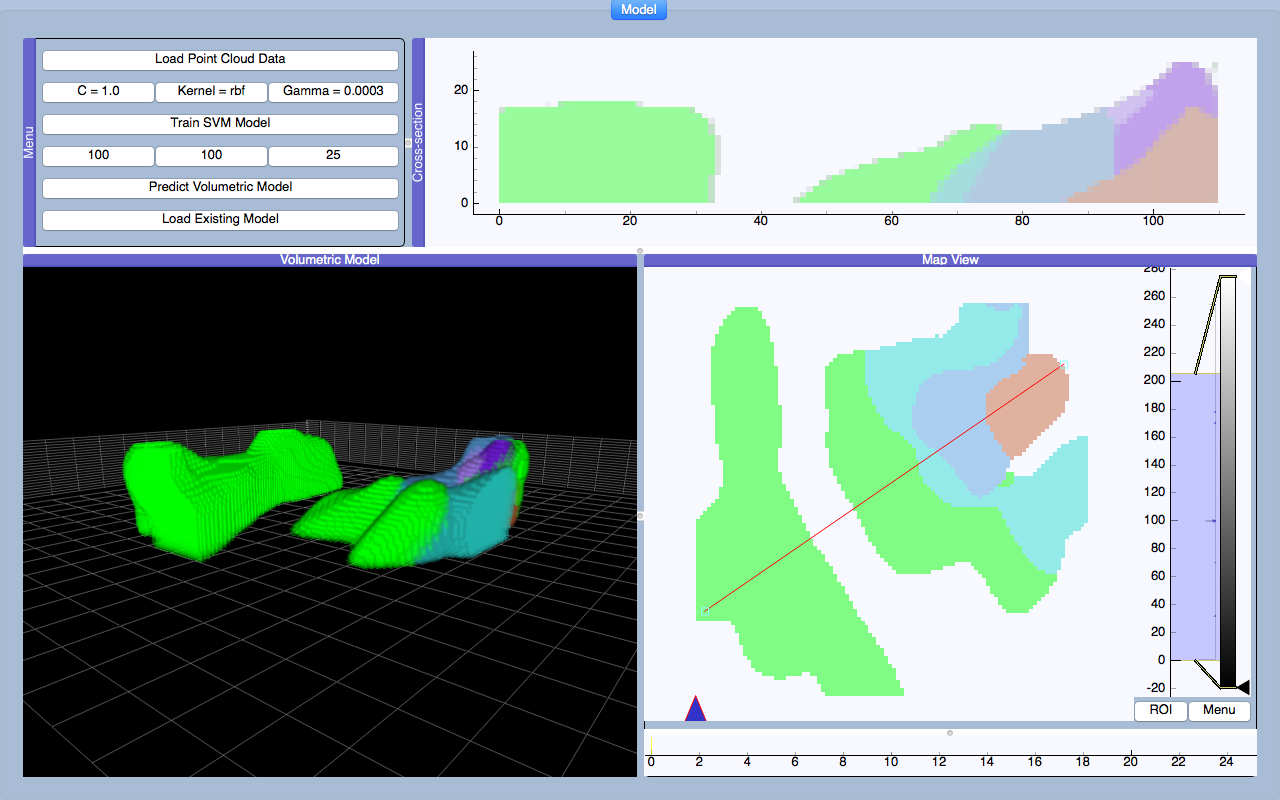 Model
Menu
Load Point Cloud Data
C = 1.0 Kernel = rbf Gamma = 0.0003
Train SVM Model
100 100 25
Predict Volumetric Model
Load Existing Model
Cross-section
20
10
0
0 20 40 60 80 100
Volumetric Model
Map View
280
260
240
220
200
180
160
140
120
100
80
60
40
20
0
-20
ROI Menu
0 2 4 6 8 10 12 14 16 18 20 22 24